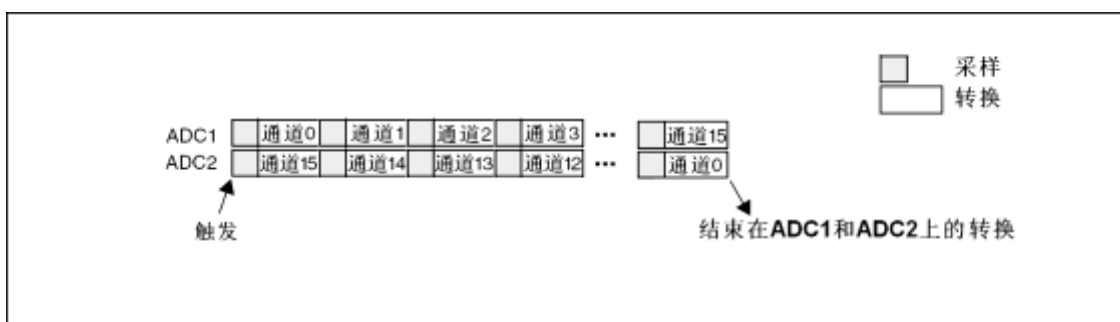 采样
转换
ADC1 通道0 通道1 通道2 通道3 ••• 通道15
ADC2 通道15 通道14 通道13 通道12 ••• 通道0
触发
结束在ADC1和ADC2上的转换